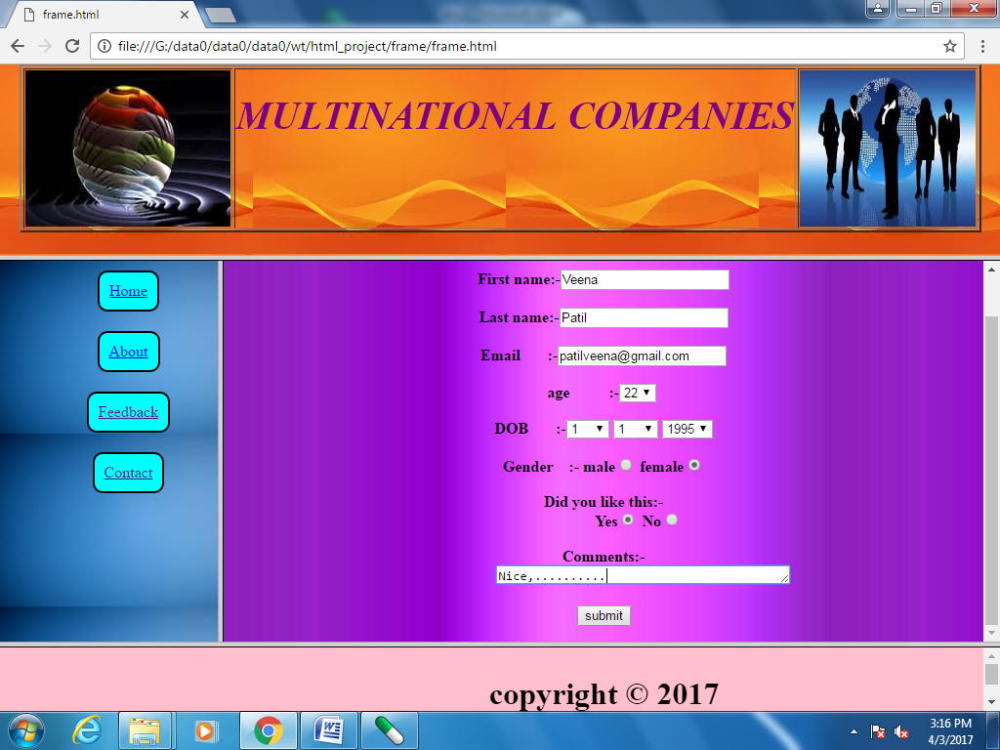 frame.html
file:///G:/data0/data0/data0/wt/html_project/frame/frame.html
MULTINATIONAL COMPANIES
Home
About
Feedback
Contact
First name:- Veena
Last name:- Patil
Email :- patilveena@gmail.com
age :- 22
DOB :- 1 1 1995
Gender :- male female
Did you like this:-
Yes No
Comments:-
Nice,..........
submit
copyright © 2017
3:16 PM
4/3/2017